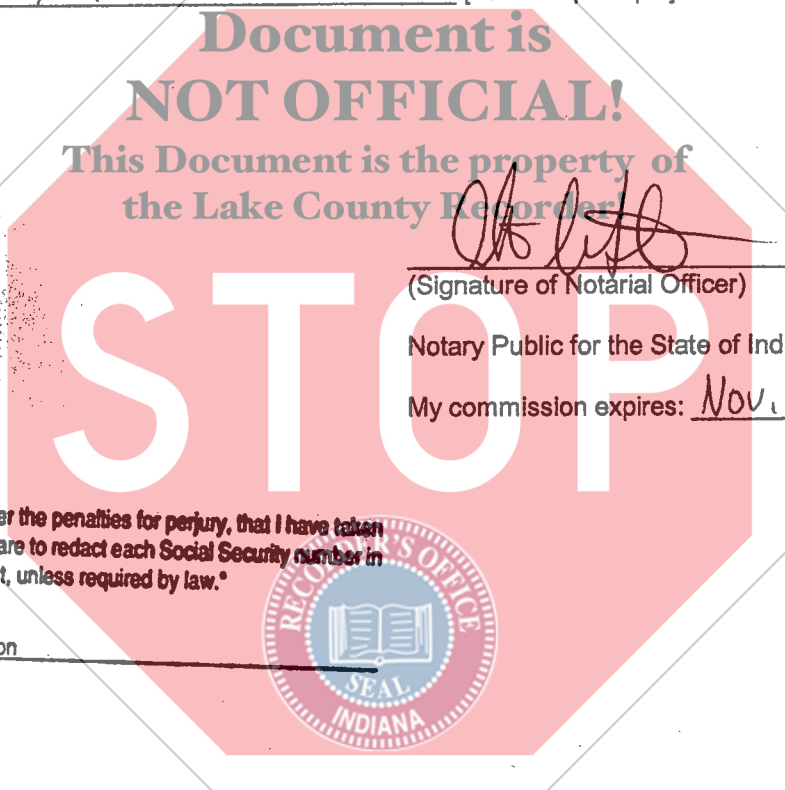 Document is
NOT OFFICIAL!
This Document is the property of
the Lake County Recorder!
STOP
(Signature of Notarial Officer)
Notary Public for the State of Ind
My commission expires: Nov.
er the penalties for perjury, that I have taken
are to redact each Social Security number in
t, unless required by law."
on
RECORDER'S OFFICE
SEAL
INDIANA